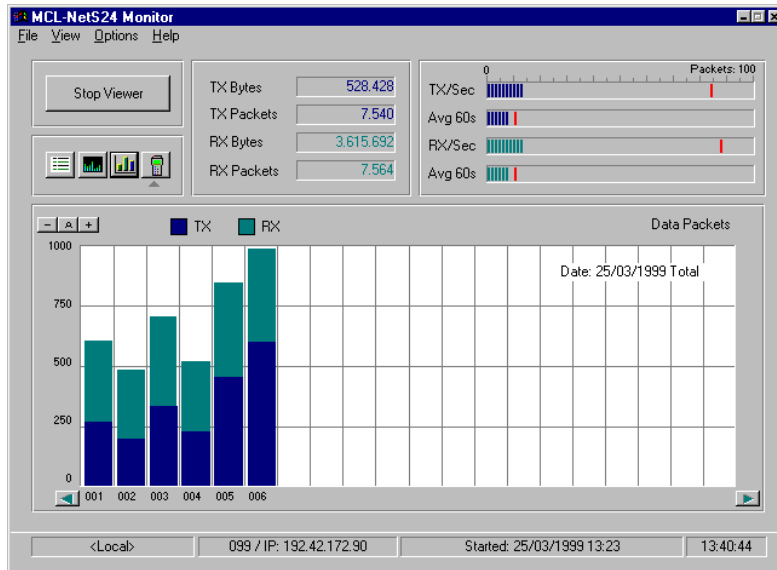 MCL-NetS24 Monitor
File View Options Help
Stop Viewer
TX Bytes 528.428
TX Packets 7.540
RX Bytes 3.615.692
RX Packets 7.564
0 Packets: 100
TX/Sec
Avg 60s
RX/Sec
Avg 60s
- A +
TX RX
Data Packets
1000
Date: 25/03/1999 Total
750
500
250
0
001 002 003 004 005 006
<Local> 099 / IP: 192.42.172.90 Started: 25/03/1999 13:23 13:40:44